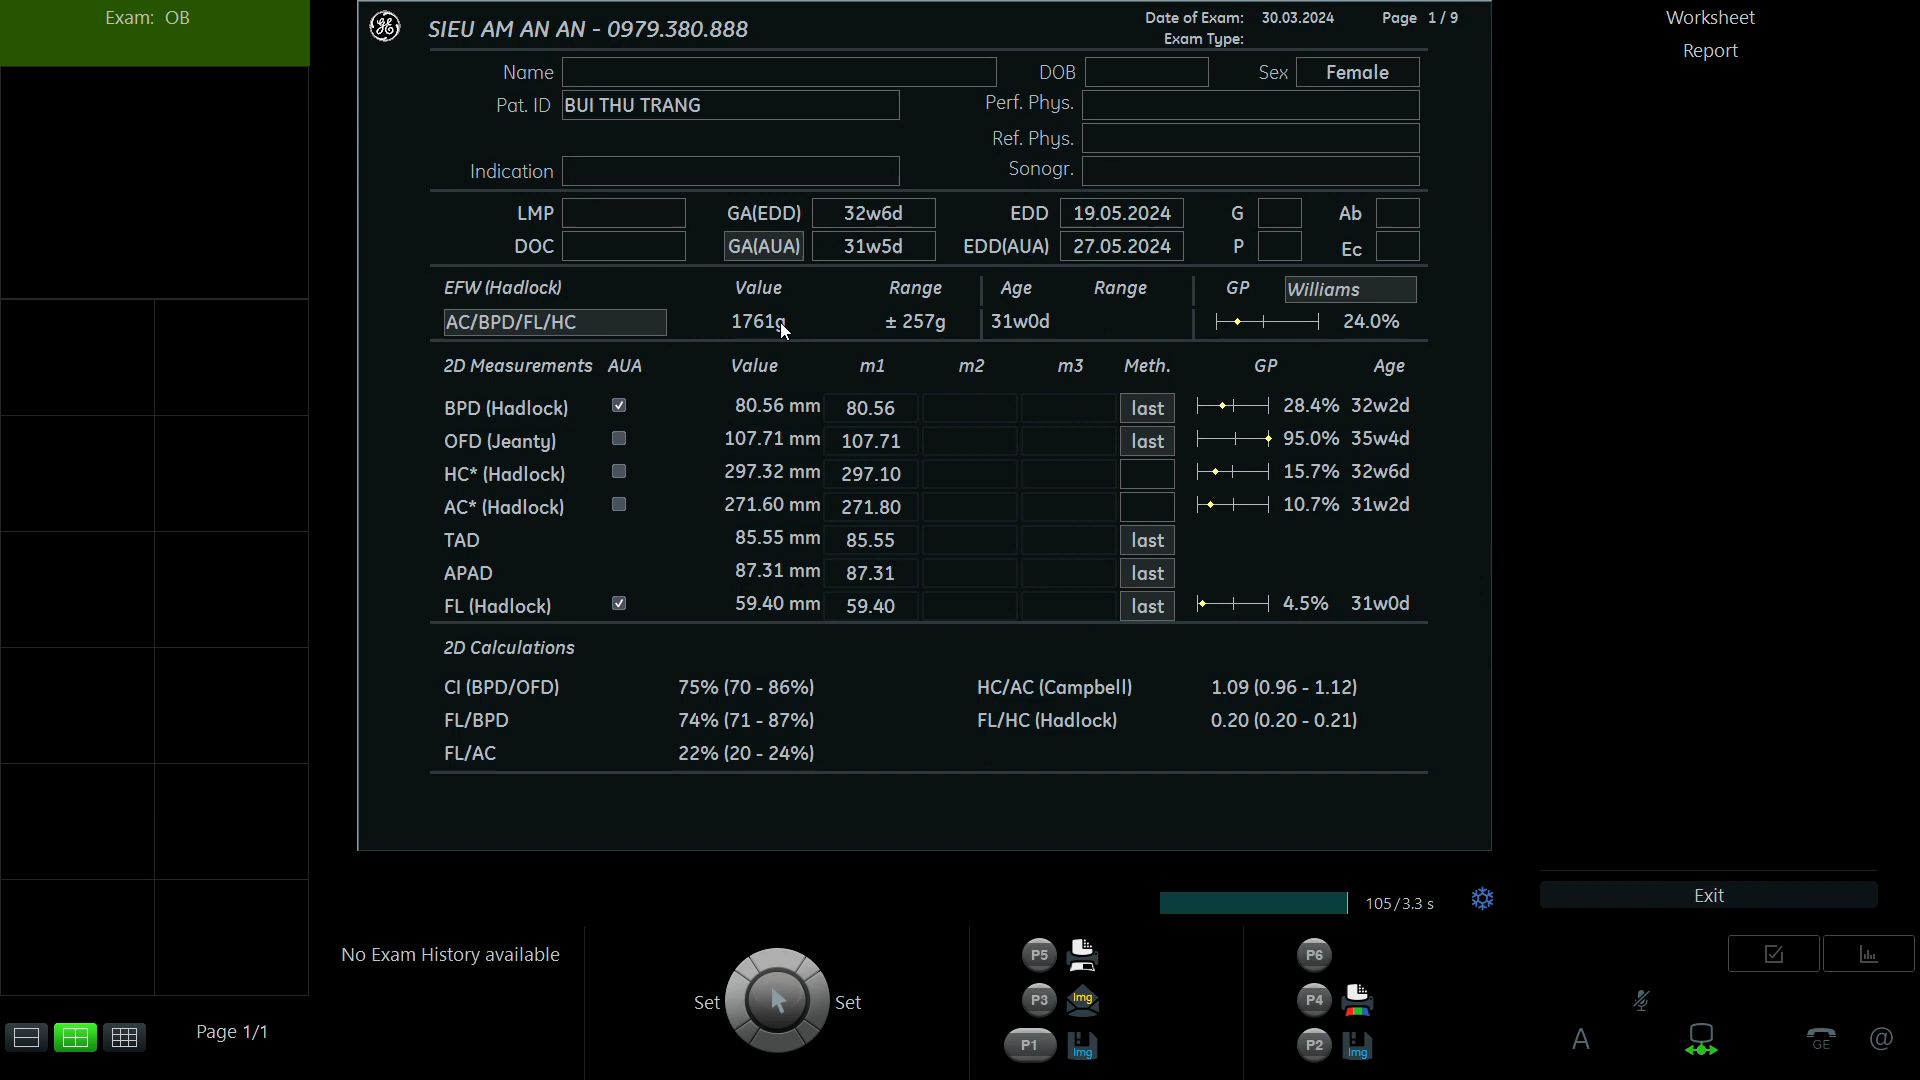 Exam: OB
SIEU AM AN AN - 0979.380.888
Date of Exam: 30.03.2024 Page 1 / 9
Exam Type:
Name DOB Sex Female
Pat. ID BUI THU TRANG Perf. Phys.
Ref. Phys.
Indication Sonogr.
LMP GA(EDD) 32w6d EDD 19.05.2024 G Ab
DOC GA(AUA) 31w5d EDD(AUA) 27.05.2024 P Ec
EFW (Hadlock) Value Range Age Range GP Williams
AC/BPD/FL/HC 1761g ± 257g 31w0d 24.0%
2D Measurements AUA Value m1 m2 m3 Meth. GP Age
BPD (Hadlock) 80.56 mm 80.56 last 28.4% 32w2d
OFD (Jeanty) 107.71 mm 107.71 last 95.0% 35w4d
HC* (Hadlock) 297.32 mm 297.10 15.7% 32w6d
AC* (Hadlock) 271.60 mm 271.80 10.7% 31w2d
TAD 85.55 mm 85.55 last
APAD 87.31 mm 87.31 last
FL (Hadlock) 59.40 mm 59.40 last 4.5% 31w0d
2D Calculations
CI (BPD/OFD) 75% (70 - 86%) HC/AC (Campbell) 1.09 (0.96 - 1.12)
FL/BPD 74% (71 - 87%) FL/HC (Hadlock) 0.20 (0.20 - 0.21)
FL/AC 22% (20 - 24%)
Worksheet
Report
105/3.3 s
Exit
No Exam History available
Set Set
P5
P3 Img
P1 Img
P6
P4
P2 Img
Page 1/1
A GE @